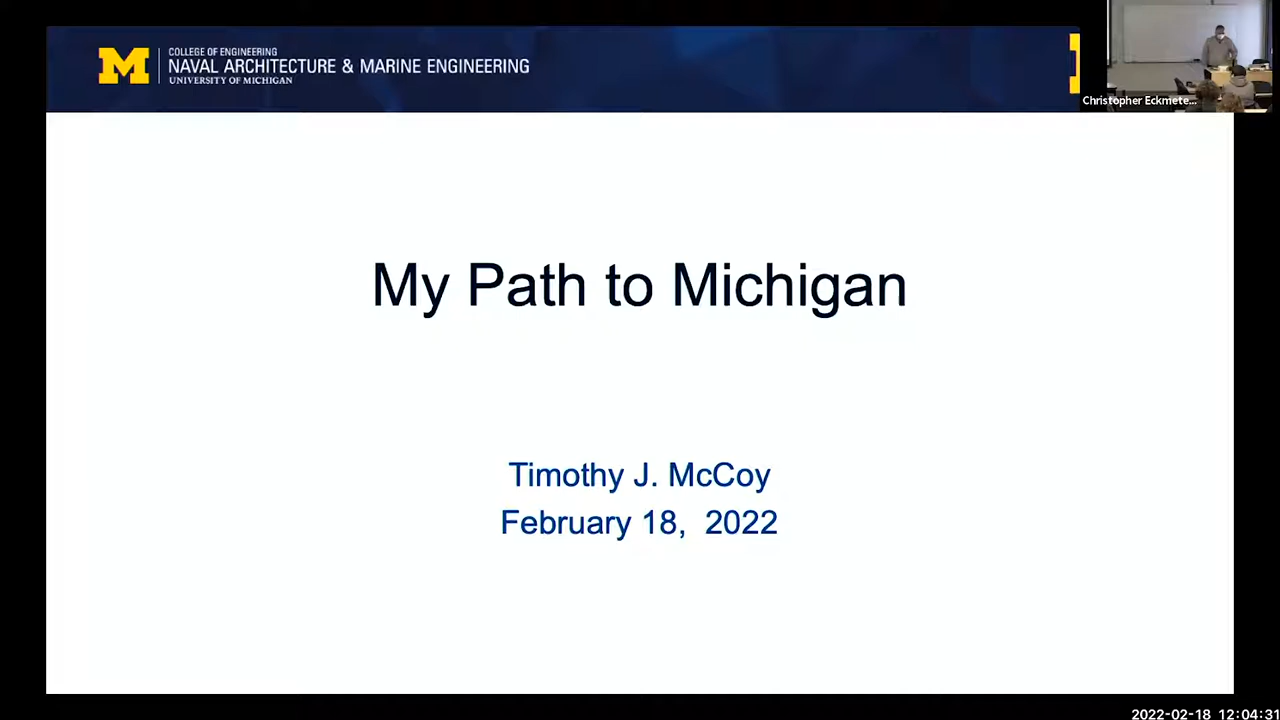 M
COLLEGE OF ENGINEERING
NAVAL ARCHITECTURE & MARINE ENGINEERING
UNIVERSITY OF MICHIGAN
Christopher Eckmete...
My Path to Michigan
Timothy J. McCoy
February 18, 2022
2022-02-18 12:04:31